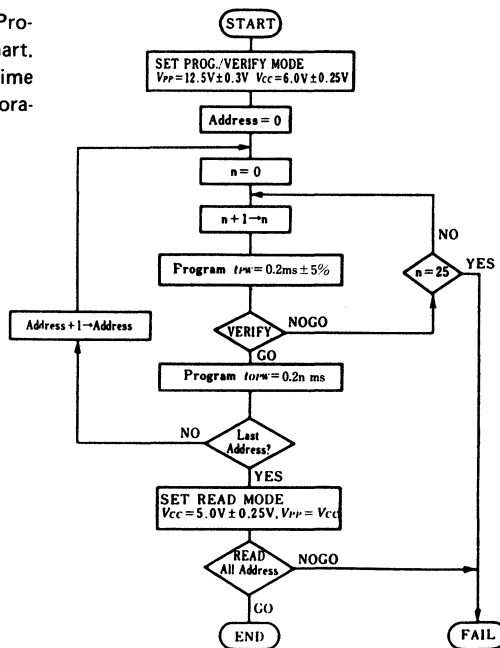 Pro-
art.
ime
ora-
START
SET PROG./VERIFY MODE
VPP=12.5V±0.3V VCC=6.0V±0.25V
Address=0
n=0
n+1→n
Program tPW=0.2ms±5%
VERIFY
NOGO
GO
n=25
NO
YES
Address+1→Address
Program tOPW=0.2n ms
Last
Address?
NO
YES
SET READ MODE
VCC=5.0V±0.25V, VPP=VCC
READ
All Address
NOGO
GO
END
FAIL